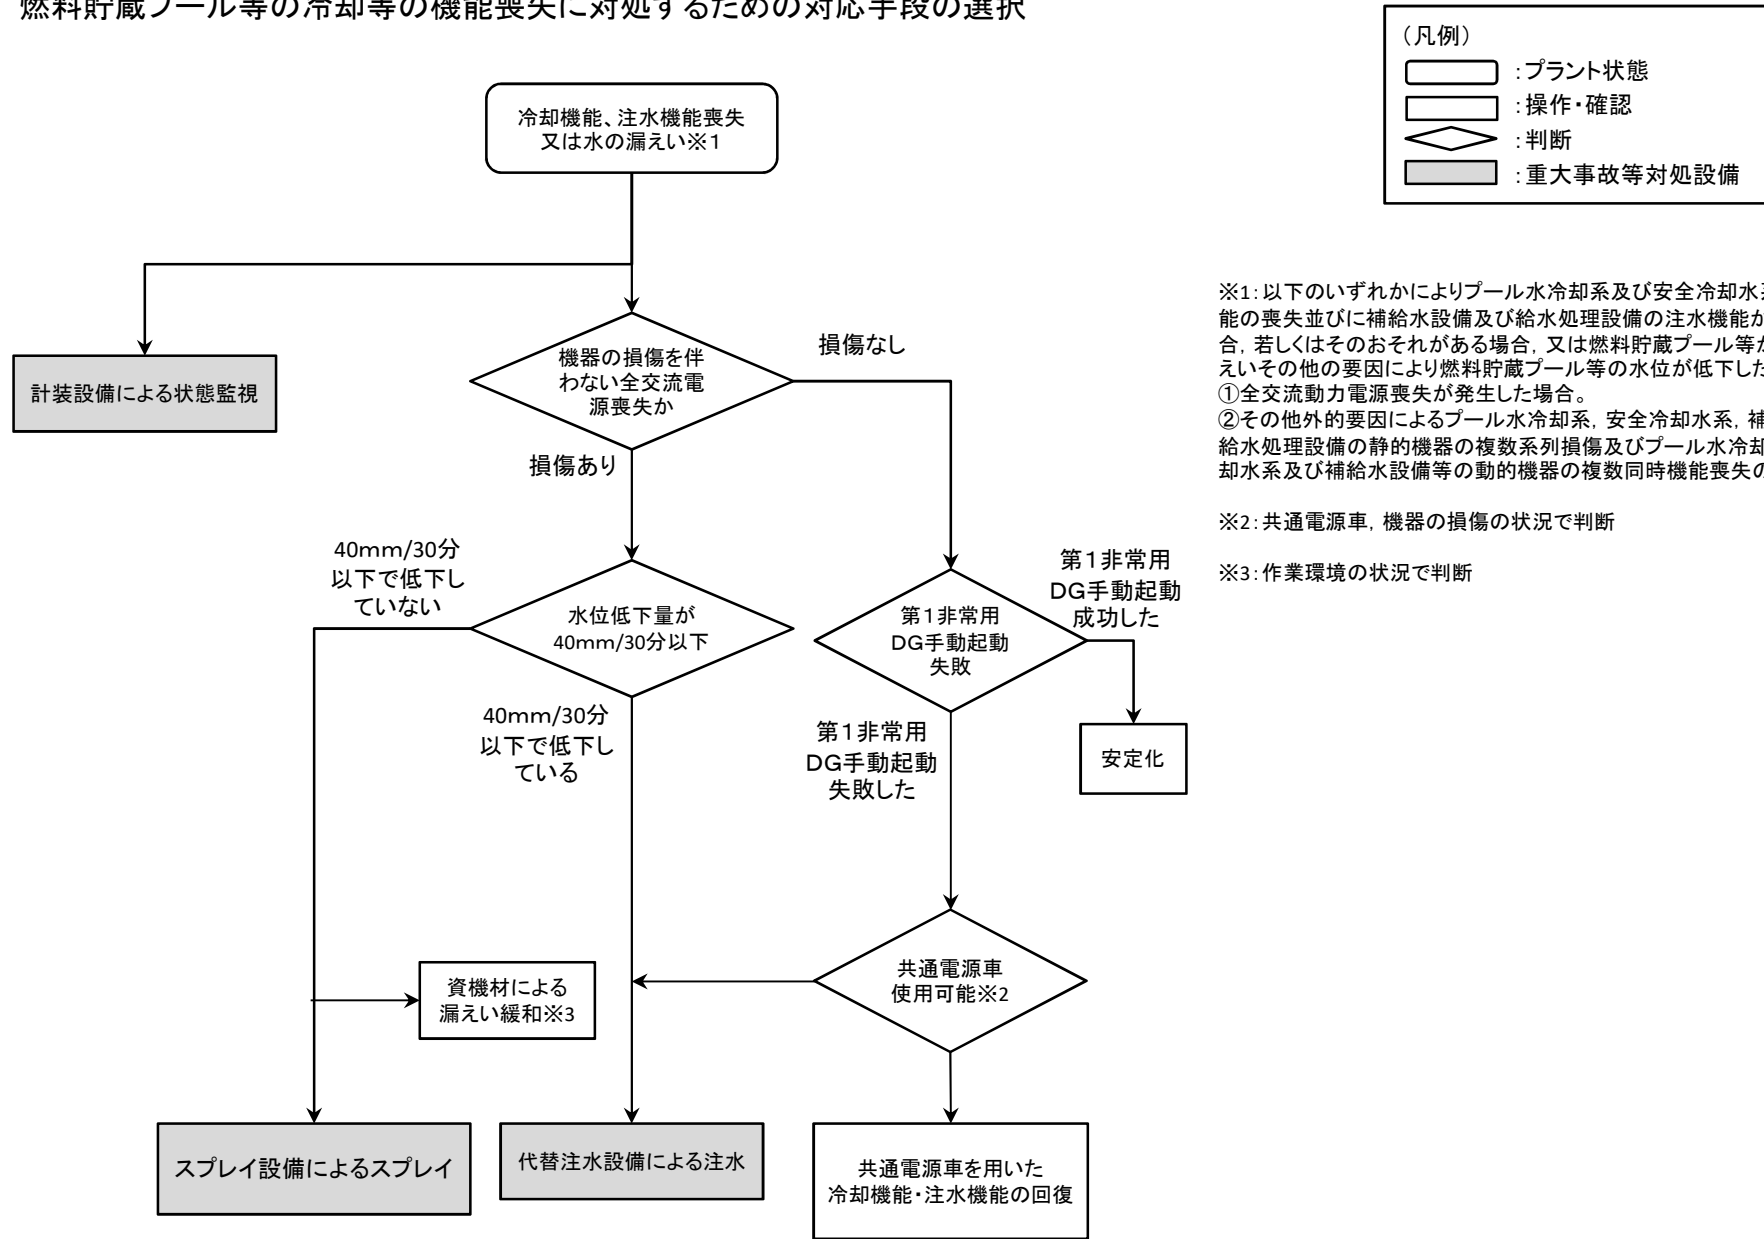 燃料貯蔵プール等の冷却等の機能喪失に対処するための対応手段の選択
（凡例）
：プラント状態
：操作・確認
：判断
：重大事故等対処設備
冷却機能、注水機能喪失
又は水の漏えい※１
※1：以下のいずれかによりプール水冷却系及び安全冷却水
能の喪失並びに補給水設備及び給水処理設備の注水機能が
合，若しくはそのおそれがある場合，又は燃料貯蔵プール等か
えいその他の要因により燃料貯蔵プール等の水位が低下した
①全交流動力電源喪失が発生した場合。
②その他外的要因によるプール水冷却系，安全冷却水系，補
給水処理設備の静的機器の複数系列損傷及びプール水冷却
却水系及び補給水設備等の動的機器の複数同時機能喪失の
※2：共通電源車，機器の損傷の状況で判断
※3：作業環境の状況で判断
計装設備による状態監視
機器の損傷を伴
わない全交流電
源喪失か
損傷なし
損傷あり
40mm/30分
以下で低下し
ていない
水位低下量が
40mm/30分以下
40mm/30分
以下で低下し
ている
第１非常用
DG手動起動
失敗
第１非常用
DG手動起動
成功した
第１非常用
DG手動起動
失敗した
安定化
共通電源車
使用可能※2
資機材による
漏えい緩和※3
スプレイ設備によるスプレイ
代替注水設備による注水
共通電源車を用いた
冷却機能・注水機能の回復